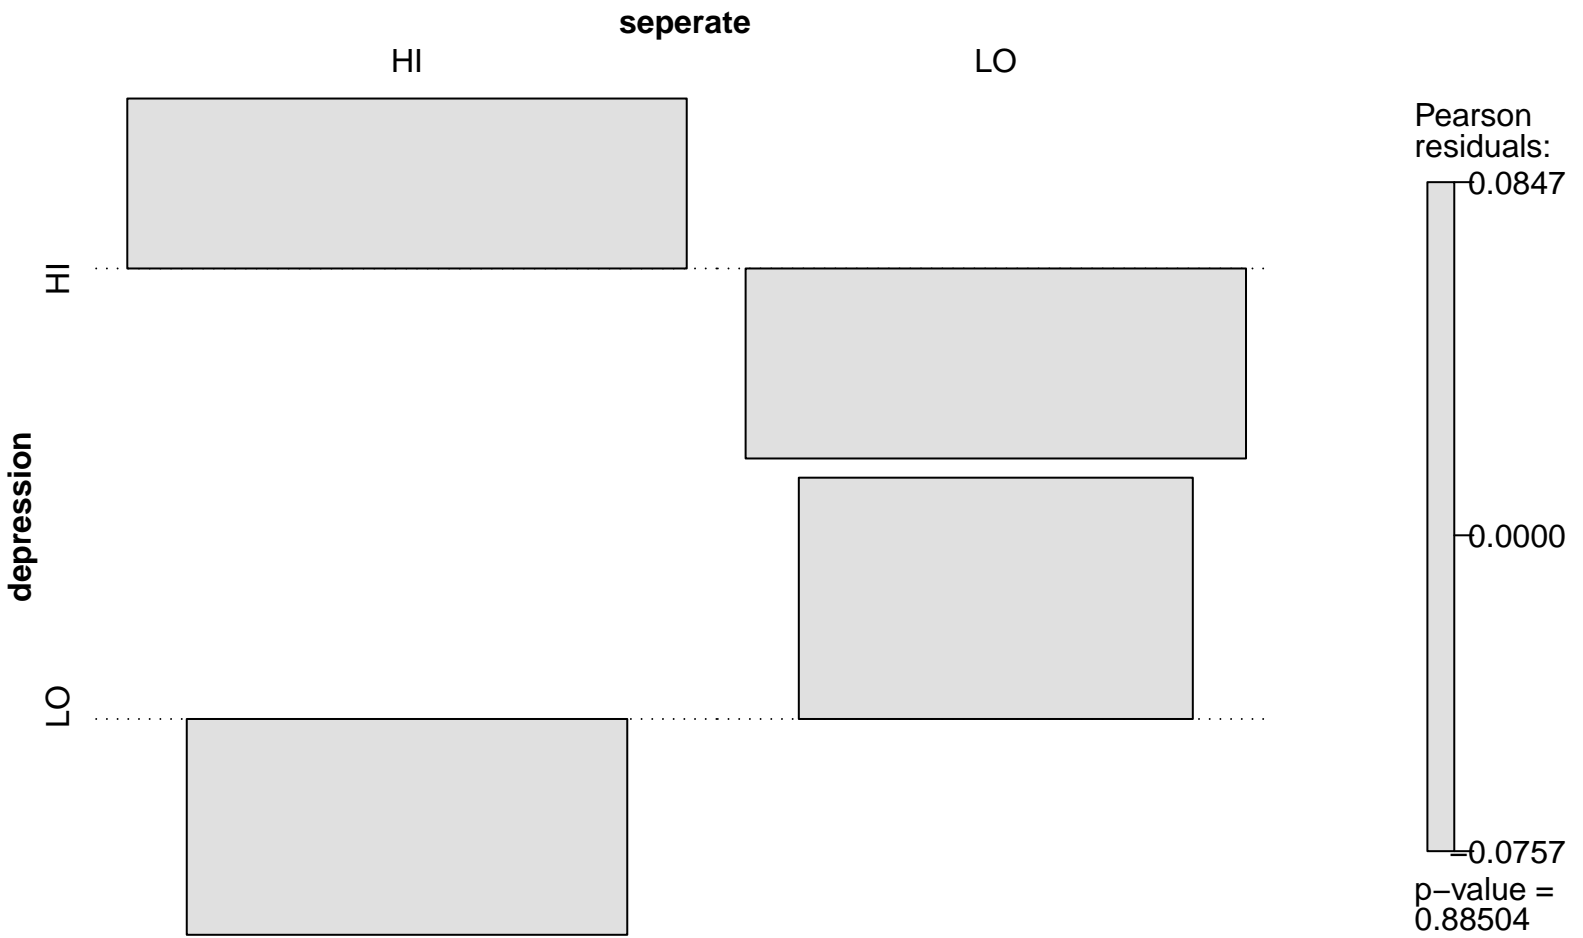 seperate
HI LO
HI
depression
LO
Pearson
residuals:
0.0847
0.0000
−0.0757
p−value =
0.88504